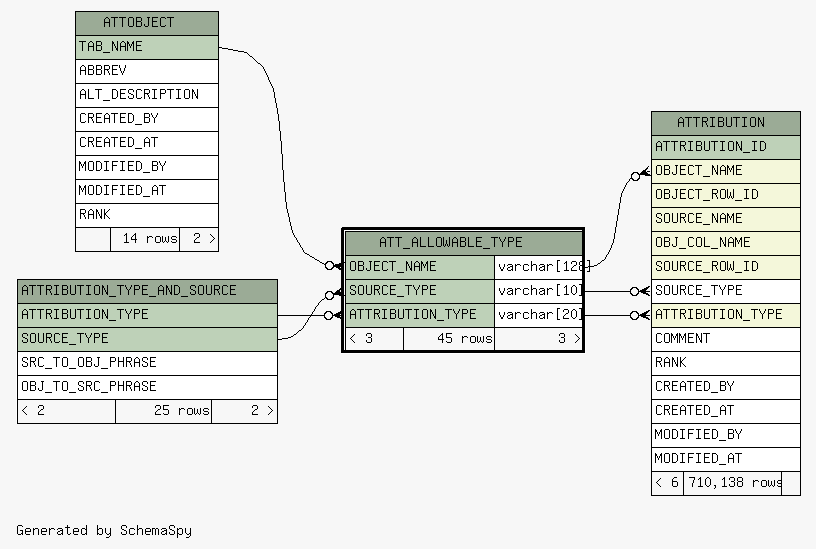 ATTOBJECT
TAB_NAME
ABBREV
ALT_DESCRIPTION
CREATED_BY
CREATED_AT
MODIFIED_BY
MODIFIED_AT
RANK
14 rows 2 >
ATTRIBUTION_TYPE_AND_SOURCE
ATTRIBUTION_TYPE
SOURCE_TYPE
SRC_TO_OBJ_PHRASE
OBJ_TO_SRC_PHRASE
< 2 25 rows 2 >
ATT_ALLOWABLE_TYPE
OBJECT_NAME varchar[128]
SOURCE_TYPE varchar[10]
ATTRIBUTION_TYPE varchar[20]
< 3 45 rows 3 >
ATTRIBUTION
ATTRIBUTION_ID
OBJECT_NAME
OBJECT_ROW_ID
SOURCE_NAME
OBJ_COL_NAME
SOURCE_ROW_ID
SOURCE_TYPE
ATTRIBUTION_TYPE
COMMENT
RANK
CREATED_BY
CREATED_AT
MODIFIED_BY
MODIFIED_AT
< 6 710,138 rows
Generated by SchemaSpy